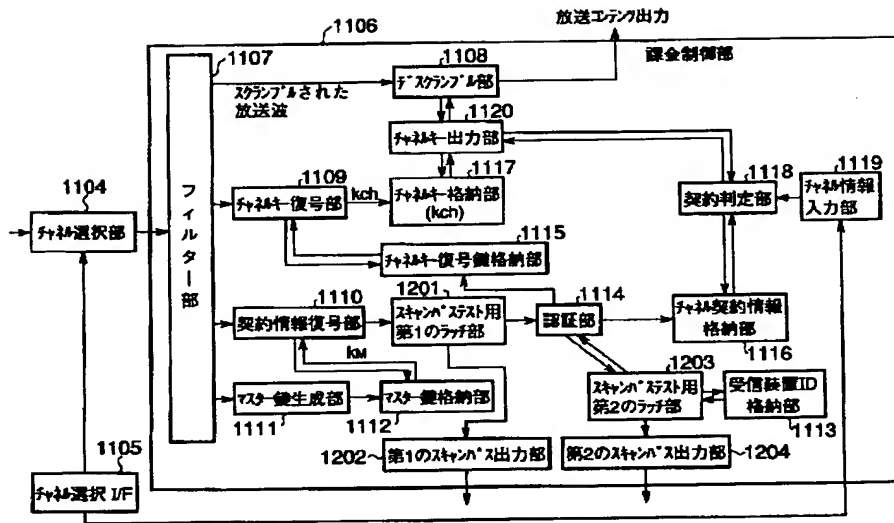 放送コンテンツ出力
1106
1107
1108
課金制御部
デスクランブル部
スクランブルされた
放送波
1120
チャネルキー出力部
1104
チャネル選択部
フィルター部
1109
チャネルキー復号部
kch
1117
チャネルキー格納部
(kch)
1118
契約判定部
1119
チャネル情報
入力部
1115
チャネルキー復号鍵格納部
1110
契約情報復号部
1201
スキャンパステスト用
第1のラッチ部
1114
認証部
チャネル契約情報
格納部
1116
kM
1203
スキャンパステスト用
第2のラッチ部
受信装置ID
格納部
1113
マスター鍵生成部
1111
マスター鍵格納部
1112
1105
チャネル選択 I/F
1202
第1のスキャンパス出力部
第2のスキャンパス出力部
1204